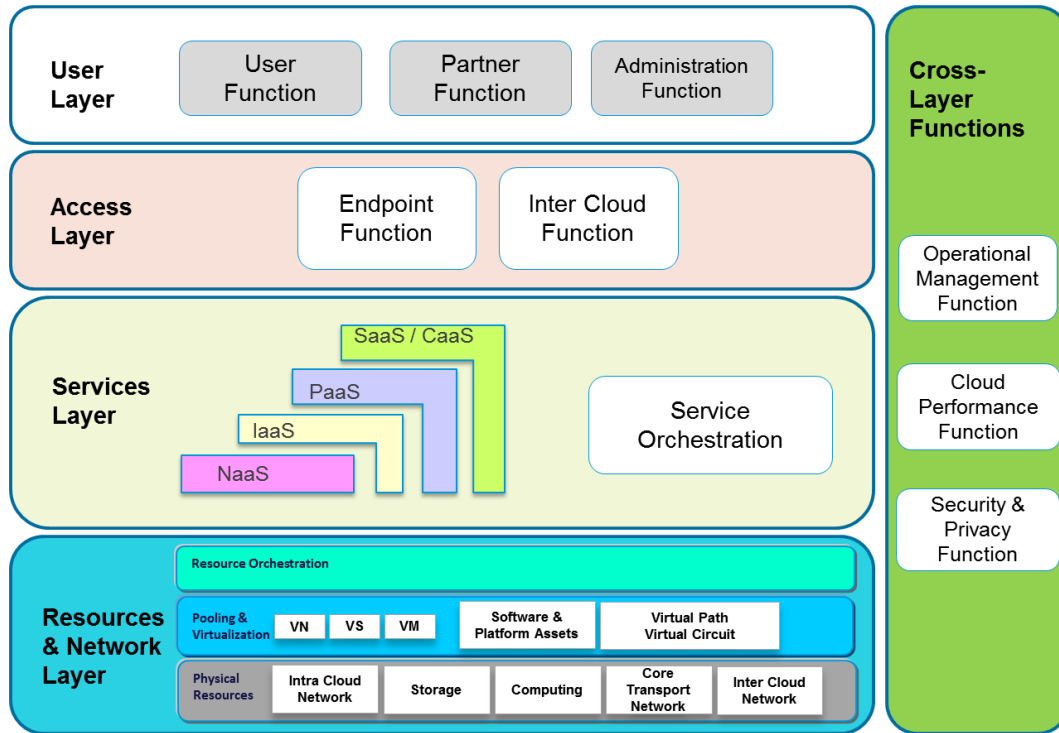 User
Layer
User
Function
Partner
Function
Administration
Function
Access
Layer
Endpoint
Function
Inter Cloud
Function
Services
Layer
SaaS / CaaS
PaaS
IaaS
NaaS
Service
Orchestration
Resources
& Network
Layer
Resource Orchestration
Pooling &
Virtualization
VN
VS
VM
Software &
Platform Assets
Virtual Path
Virtual Circuit
Physical
Resources
Intra Cloud
Network
Storage
Computing
Core
Transport
Network
Inter Cloud
Network
Cross-
Layer
Functions
Operational
Management
Function
Cloud
Performance
Function
Security &
Privacy
Function